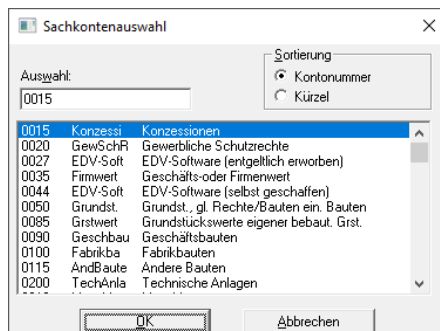 Sachkontenauswahl
Sortierung
Auswahl:
Kontonummer
0015
Kürzel
0015 Konzessi Konzessionen
0020 GewSchR Gewerbliche Schutzrechte
0027 EDV-Soft EDV-Software (entgeltlich erworben)
0035 Firmwert Geschäfts-oder Firmenwert
0044 EDV-Soft EDV-Software (selbst geschaffen)
0050 Grundst. Grundst., gl. Rechte/Bauten ein. Bauten
0085 Grstwert Grundstückswerte eigener bebaut. Grst.
0090 Geschbau Geschäftsbauten
0100 Fabrikba Fabrikbauten
0115 AndBaute Andere Bauten
0200 TechAnla Technische Anlagen
OK Abbrechen